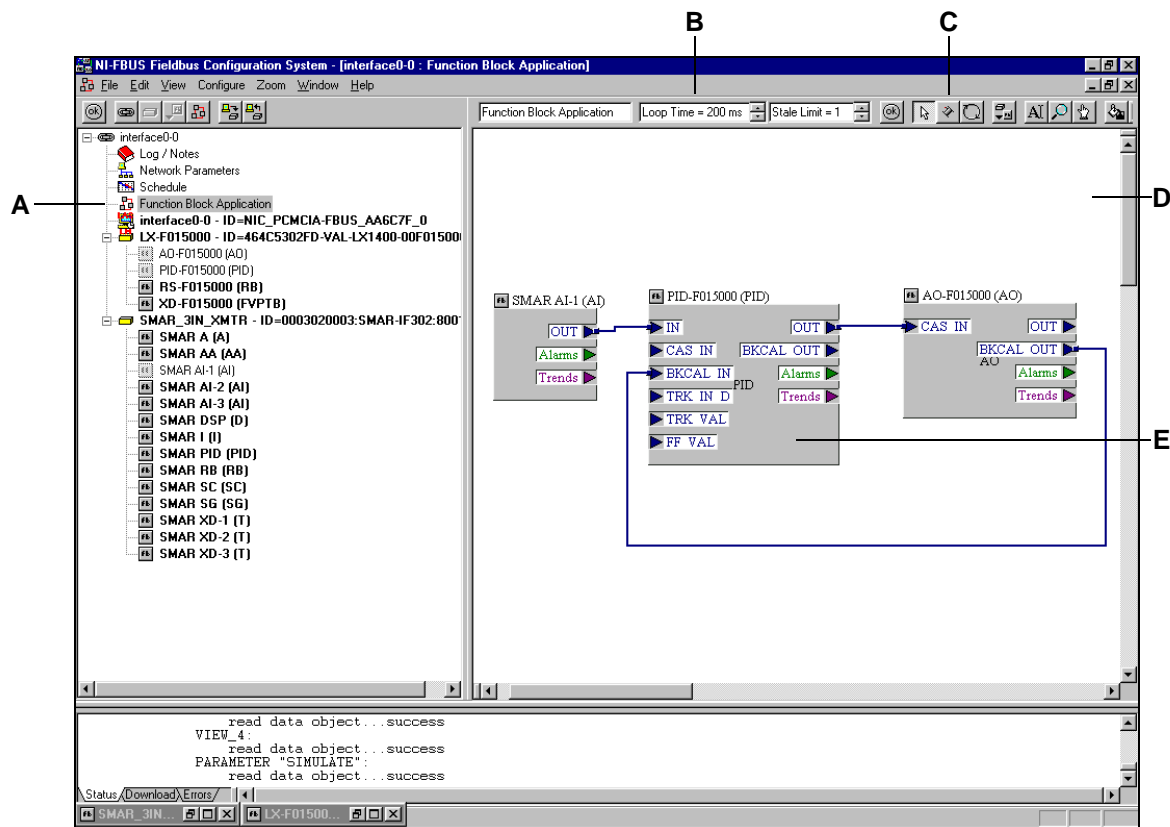 B
C
NI-FBUS Fieldbus Configuration System - [interface0-0 : Function Block Application]
File Edit View Configure Zoom Window Help
Function Block Application
Loop Time = 200 ms
Stale Limit = 1
interface0-0
Log / Notes
Network Parameters
Schedule
A
Function Block Application
interface0-0 - ID=NIC_PCMCIA-FBUS_AA6C7F_0
LX-F015000 - ID=464C5302FD-VAL-LX1400-00F01500
AO-F015000 (AO)
PID-F015000 (PID)
RS-F015000 (RB)
XD-F015000 (FVPTB)
SMAR_3IN_XMTR - ID=0003020003:SMAR-IF302:800
SMAR A (A)
SMAR AA (AA)
SMAR AI-1 (AI)
SMAR AI-2 (AI)
SMAR AI-3 (AI)
SMAR DSP (D)
SMAR I (I)
SMAR PID (PID)
SMAR RB (RB)
SMAR SC (SC)
SMAR SG (SG)
SMAR XD-1 (T)
SMAR XD-2 (T)
SMAR XD-3 (T)
D
SMAR AI-1 (AI)
OUT
Alarms
Trends
PID-F015000 (PID)
IN
OUT
CAS IN
BKCAL OUT
BKCAL IN
Alarms
PID
TRK IN D
Trends
TRK VAL
FF VAL
AO-F015000 (AO)
CAS IN
OUT
BKCAL OUT
AO
Alarms
Trends
E
read data object...success
VIEW_4:
read data object...success
PARAMETER "SIMULATE":
read data object...success
Status Download Errors
SMAR_3IN...
LX-F01500...